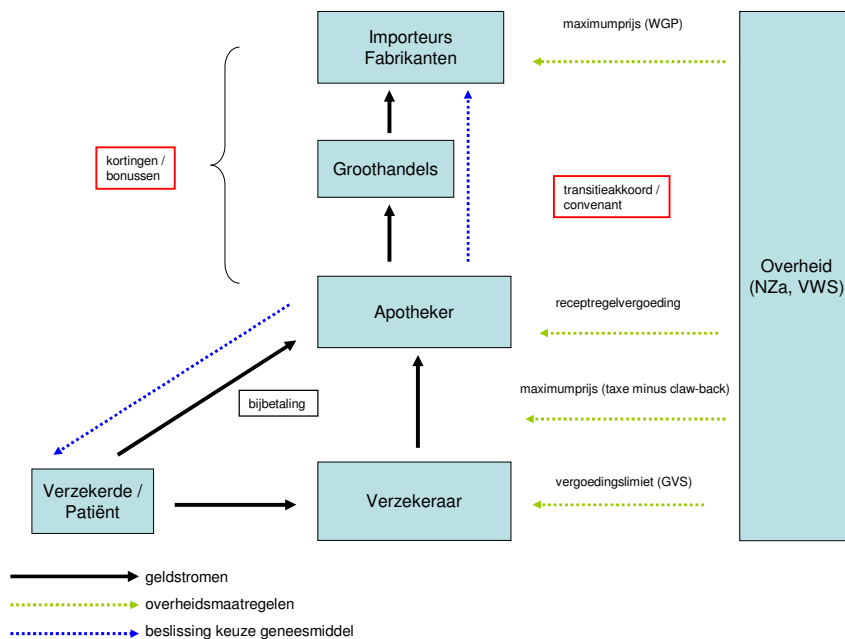 maximumprijs (WGP)
Importeurs
Fabrikanten
kortingen /
bonussen
Groothandels
transitieakkoord /
convenant
Overheid
(NZa, VWS)
Apotheker
receptregelvergoeding
bijbetaling
maximumprijs (taxe minus claw-back)
Verzekerde /
Patiënt
Verzekeraar
vergoedingslimiet (GVS)
geldstromen
overheidsmaatregelen
beslissing keuze geneesmiddel